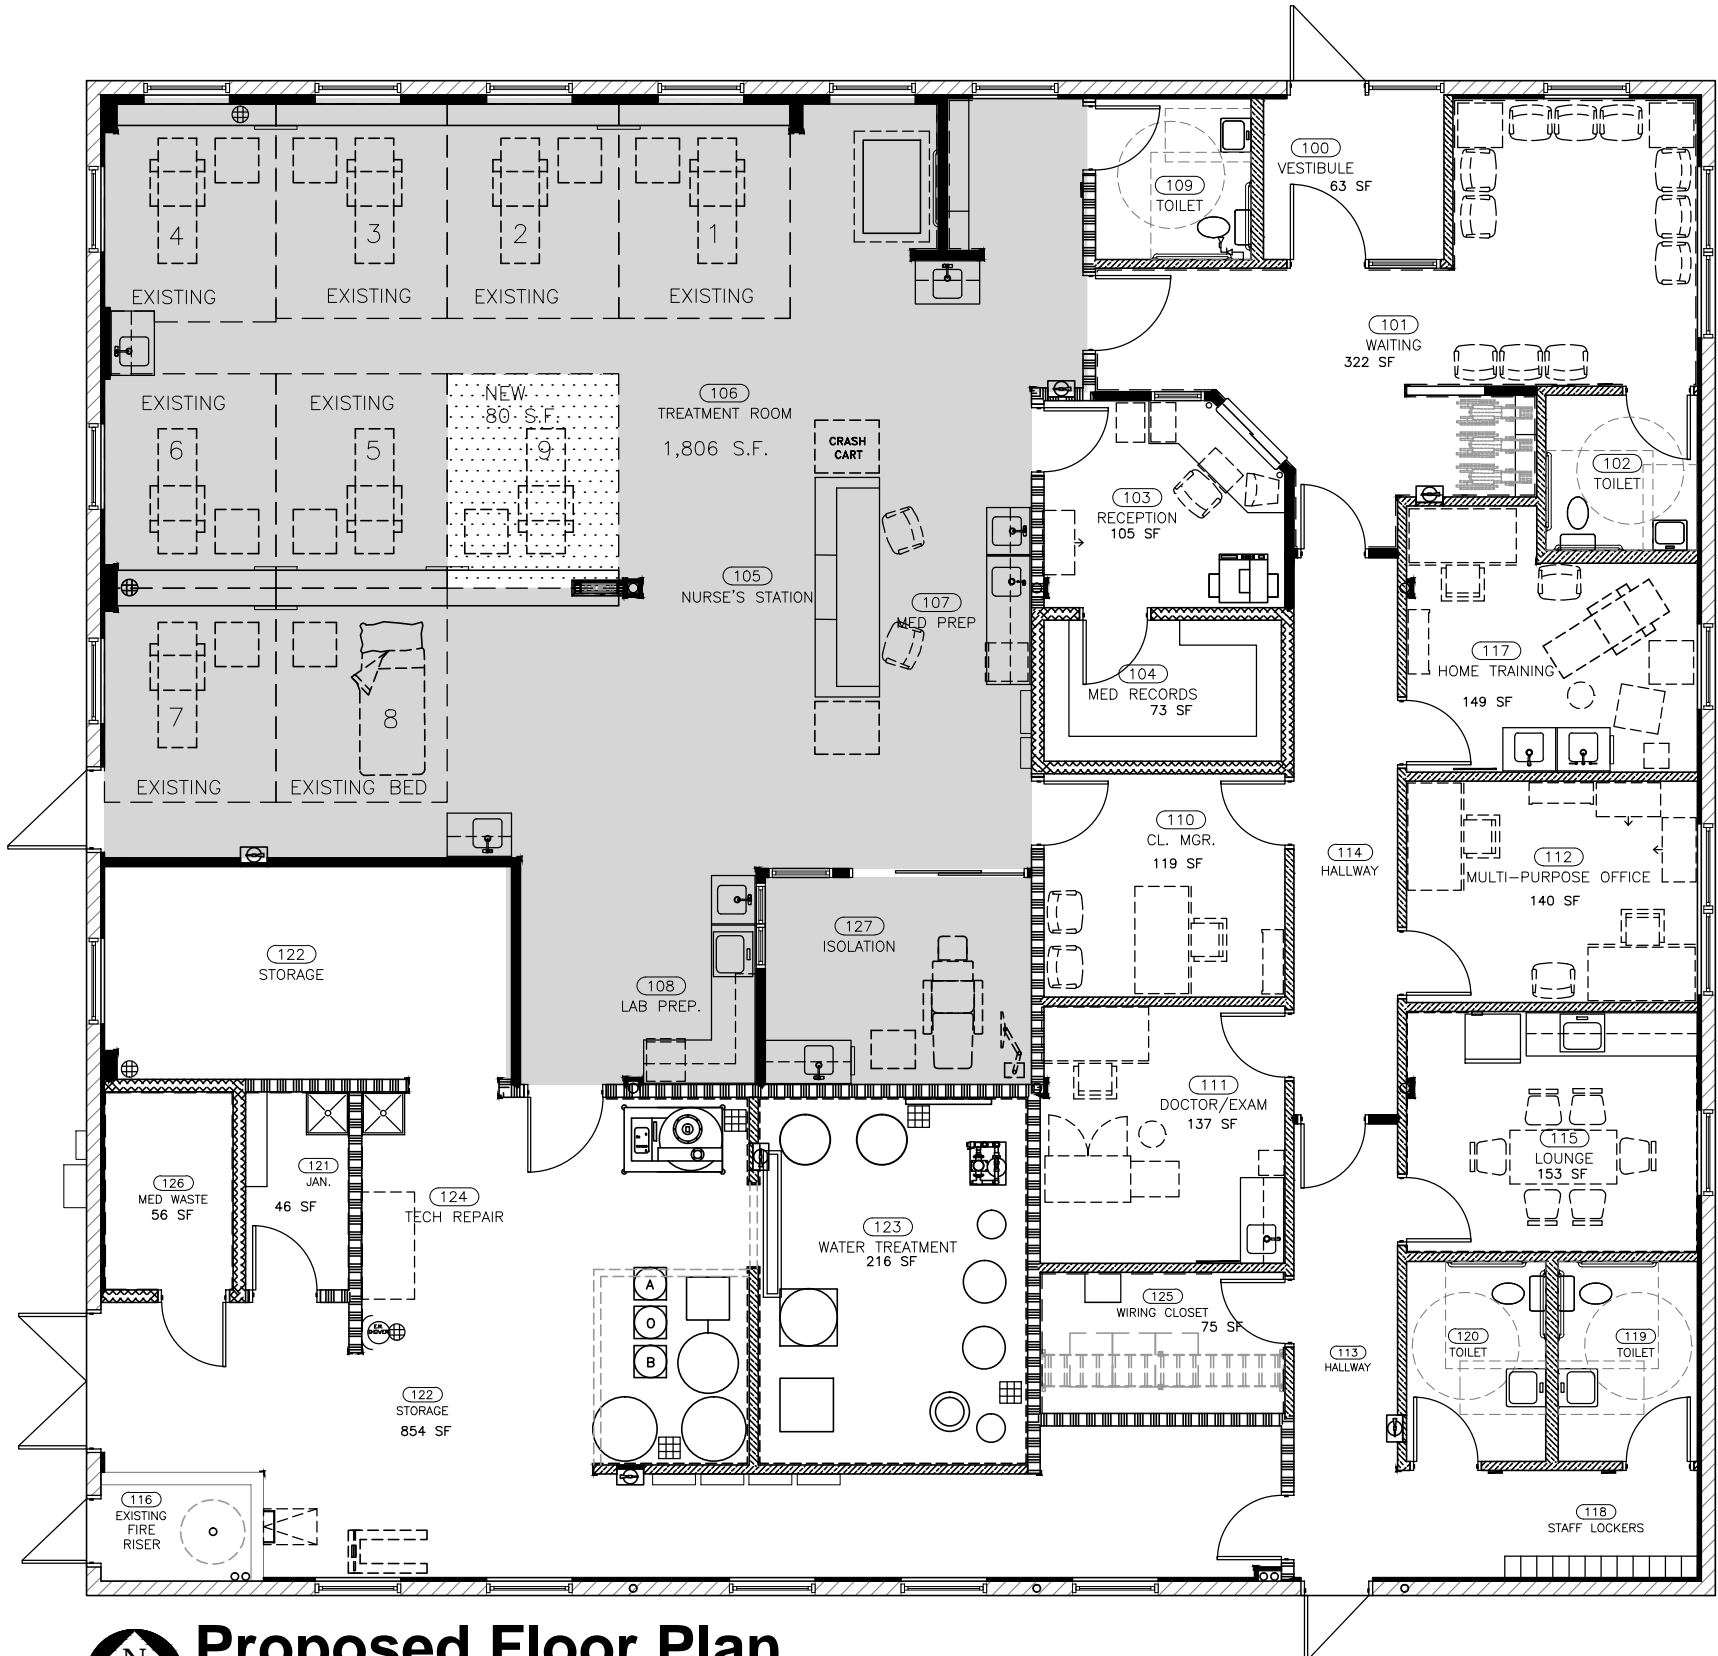 100
VESTIBULE
63 SF
109
TOILET
4
3
2
1
EXISTING
EXISTING
EXISTING
EXISTING
101
WAITING
322 SF
EXISTING
EXISTING
NEW
80 S.F.
6
5
9
106
TREATMENT ROOM
1,806 S.F.
CRASH
CART
102
TOILET
103
RECEPTION
105 SF
105
NURSE'S STATION
107
MED PREP
104
MED RECORDS
73 SF
117
HOME TRAINING
149 SF
7
8
EXISTING
EXISTING BED
110
CL. MGR.
119 SF
114
HALLWAY
112
MULTI-PURPOSE OFFICE
140 SF
122
STORAGE
127
ISOLATION
108
LAB PREP.
111
DOCTOR/EXAM
137 SF
115
LOUNGE
153 SF
126
MED WASTE
56 SF
121
JAN.
46 SF
124
TECH REPAIR
123
WATER TREATMENT
216 SF
A
O
B
EM.
SHOWER
125
WIRING CLOSET
75 SF
113
HALLWAY
120
TOILET
119
TOILET
122
STORAGE
854 SF
116
EXISTING
FIRE
RISER
118
STAFF LOCKERS
N
Proposed Floor Plan